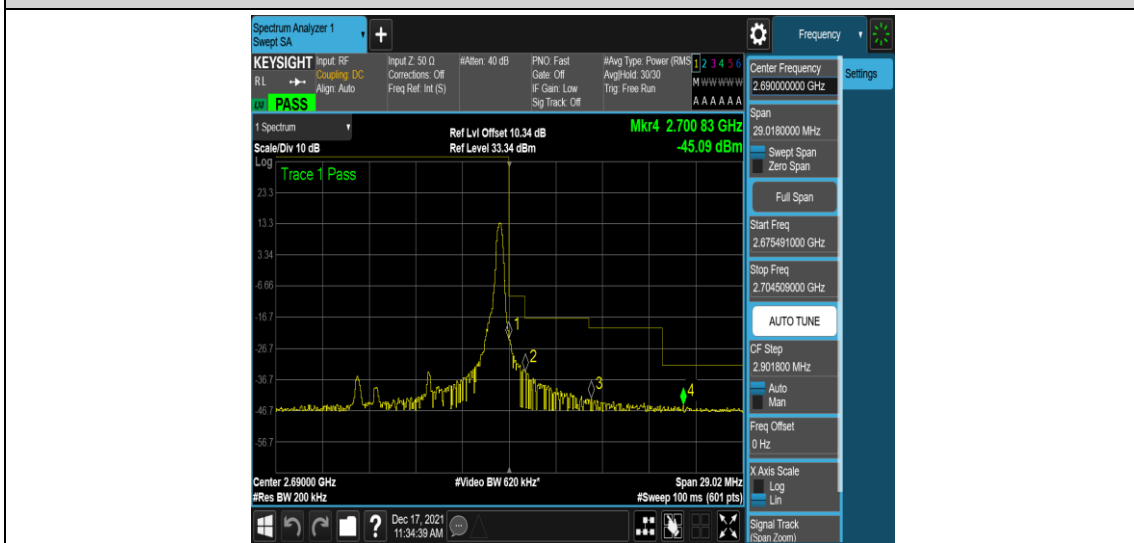 Spectrum Analyzer 1
Swept SA
+
Frequency
KEYSIGHT
RL
Input: RF
Coupling: DC
Align: Auto
Input Z: 50 Ω
Corrections: Off
Freq Ref: Int (S)
#Atten: 40 dB
PNO: Fast
Gate: Off
IF Gain: Low
Sig Track: Off
#Avg Type: Power (RMS
Avg|Hold: 30/30
Trig: Free Run
1 2 3 4 5 6
M W W W W W
A A A A A A
PASS
1 Spectrum
Scale/Div 10 dB
Ref Lvl Offset 10.34 dB
Ref Level 33.34 dBm
Mkr4 2.700 83 GHz
-45.09 dBm
Log
Trace 1 Pass
23.3
13.3
3.34
-6.66
-16.7
-26.7
-36.7
-46.7
-56.7
1
2
3
4
Center 2.69000 GHz
#Res BW 200 kHz
#Video BW 620 kHz*
Span 29.02 MHz
#Sweep 100 ms (601 pts)
?
Dec 17, 2021
11:34:39 AM
Center Frequency
2.690000000 GHz
Settings
Span
29.0180000 MHz
Swept Span
Zero Span
Full Span
Start Freq
2.675491000 GHz
Stop Freq
2.704509000 GHz
AUTO TUNE
CF Step
2.901800 MHz
Auto
Man
Freq Offset
0 Hz
X Axis Scale
Log
Lin
Signal Track
(Span Zoom)